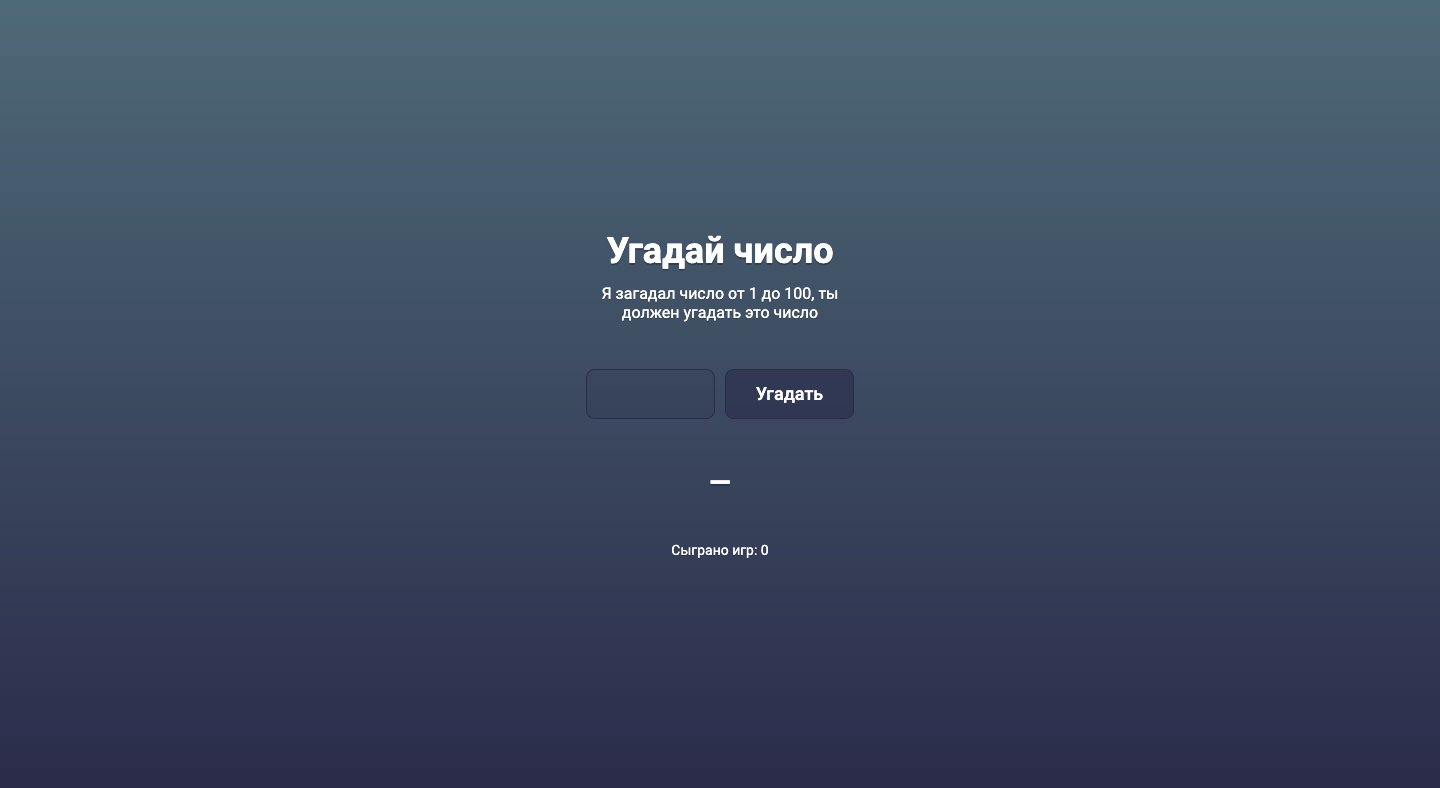 Угадай число
Я загадал число от 1 до 100, ты
должен угадать это число
Угадать
–
Сыграно игр: 0